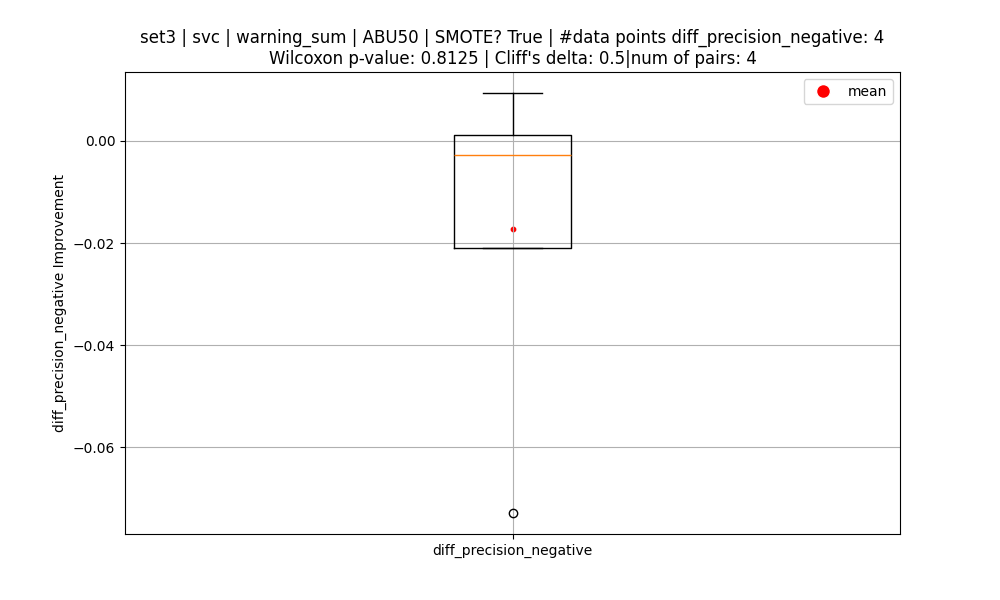 set3 | svc | warning_sum | ABU50 | SMOTE? True | #data points diff_precision_negative: 4
Wilcoxon p-value: 0.8125 | Cliff's delta: 0.5|num of pairs: 4
mean
0.00
−0.02
−0.04
−0.06
diff_precision_negative Improvement
diff_precision_negative